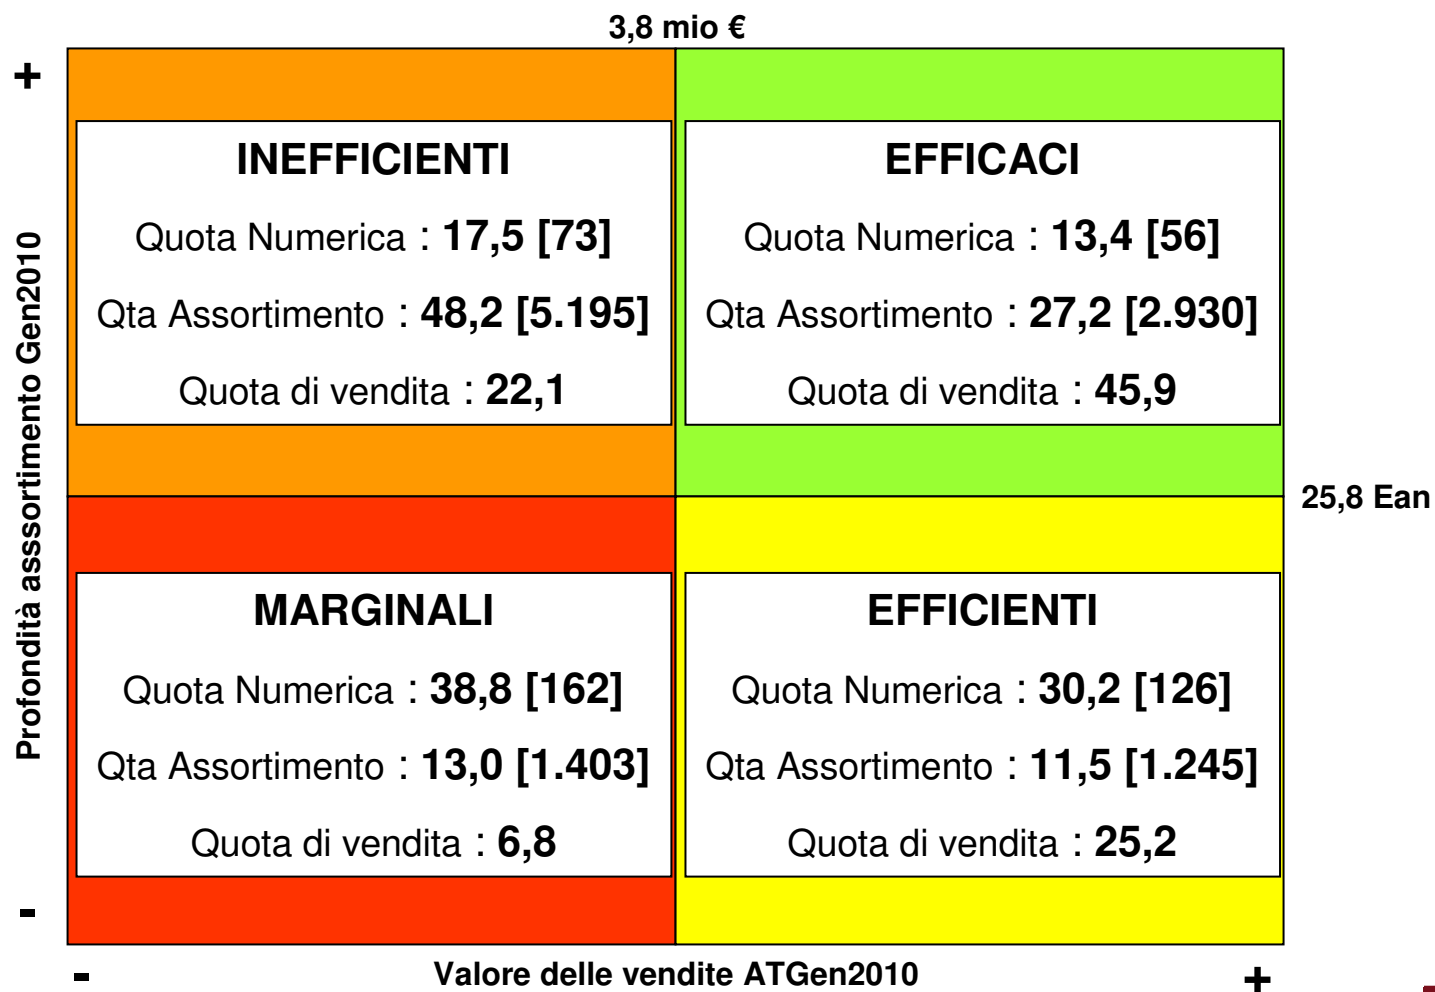 3,8 mio €
+
INEFFICIENTI
Quota Numerica : 17,5 [73]
Qta Assortimento : 48,2 [5.195]
Quota di vendita : 22,1
EFFICACI
Quota Numerica : 13,4 [56]
Qta Assortimento : 27,2 [2.930]
Quota di vendita : 45,9
Profondità asssortimento Gen2010
25,8 Ean
MARGINALI
Quota Numerica : 38,8 [162]
Qta Assortimento : 13,0 [1.403]
Quota di vendita : 6,8
EFFICIENTI
Quota Numerica : 30,2 [126]
Qta Assortimento : 11,5 [1.245]
Quota di vendita : 25,2
-
- Valore delle vendite ATGen2010 +